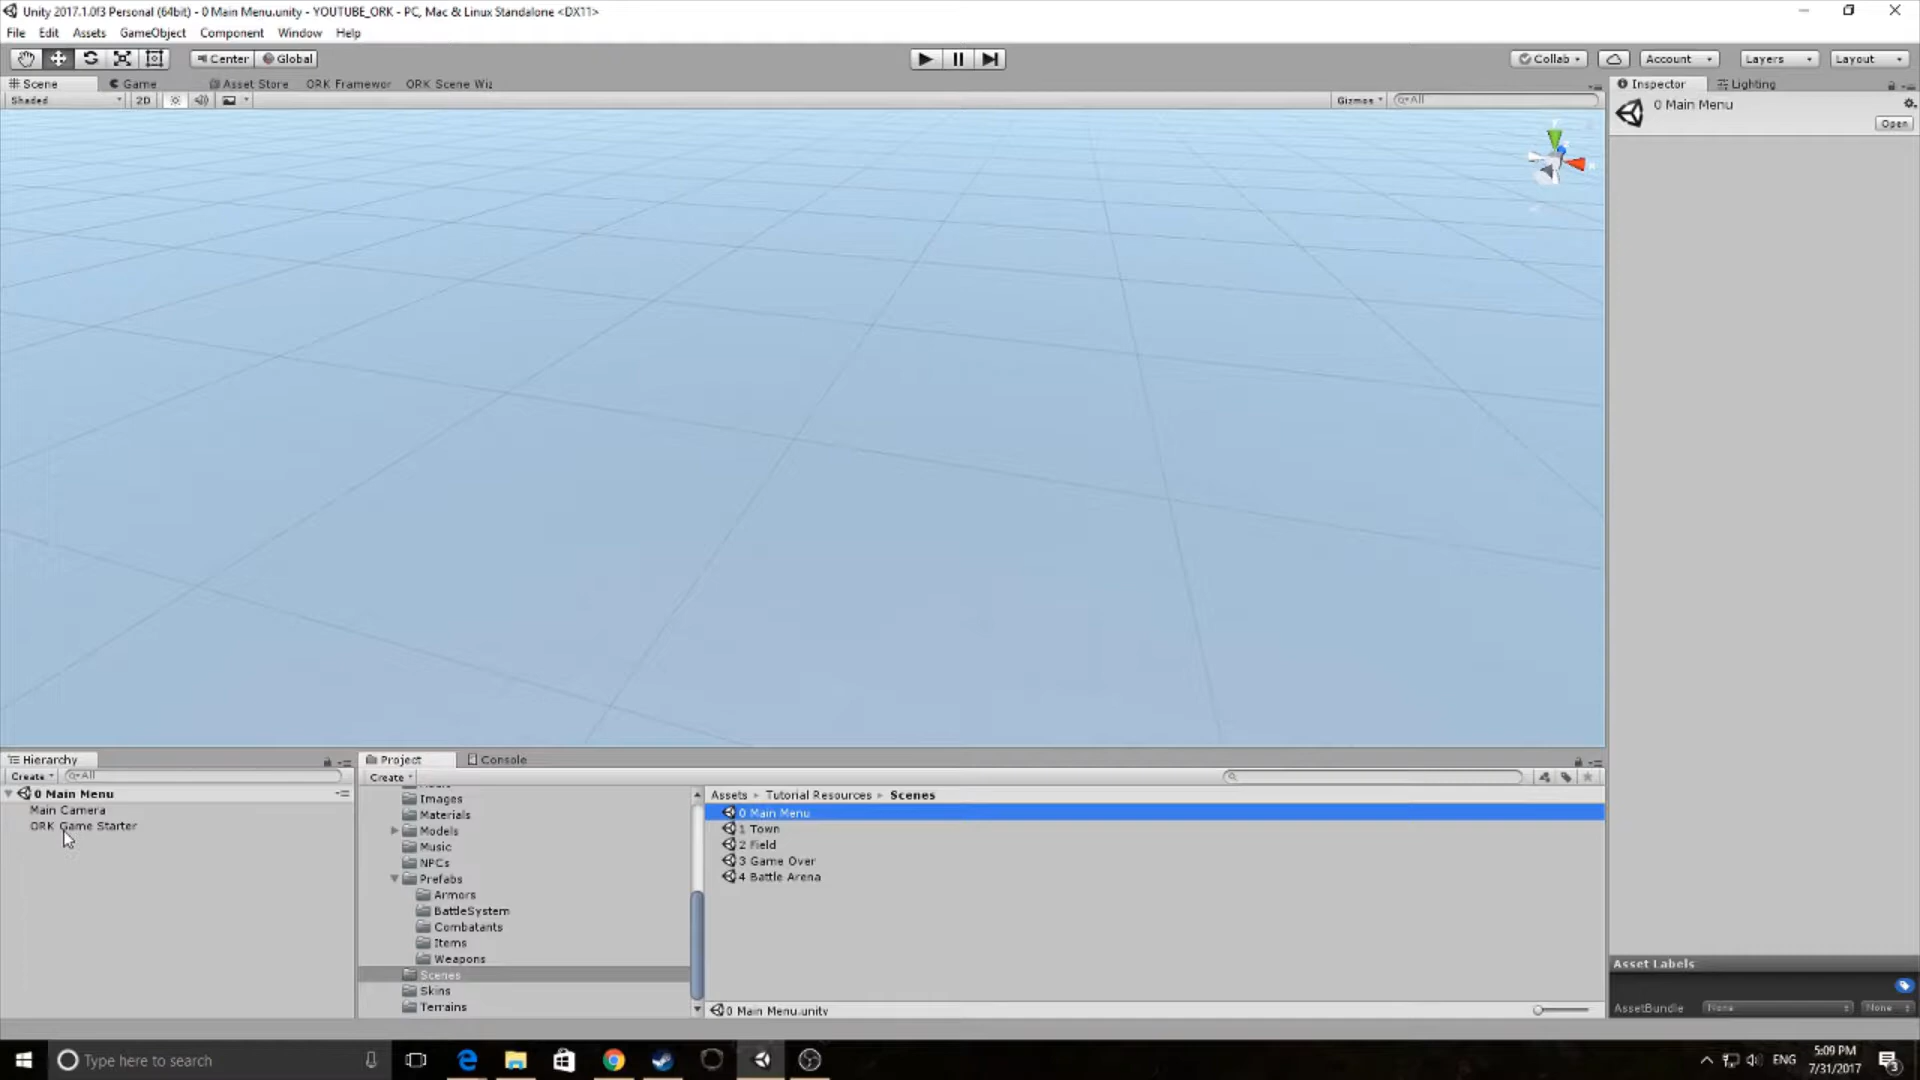 Unity 2017.1.0f3 Personal (64bit) - 0 Main Menu.unity - YOUTUBE_ORK - PC, Mac & Linux Standalone <DX11>
File Edit Assets GameObject Component Window Help
Center Global Collab Account Layers Layout
Scene Game Asset Store ORK Framewor ORK Scene Wiz Inspector Lighting
Shaded 2D Gizmos All
0 Main Menu
Open
Hierarchy
Create All
0 Main Menu
Main Camera
ORK Game Starter
Project Console
Create
Images
Materials
Models
Music
NPCs
Prefabs
Armors
BattleSystem
Combatants
Items
Weapons
Scenes
Skins
Terrains
Assets Tutorial Resources Scenes
0 Main Menu
1 Town
2 Field
3 Game Over
4 Battle Arena
0 Main Menu.unity
Asset Labels
AssetBundle None None
Type here to search
ENG
5:09 PM
7/31/2017
3